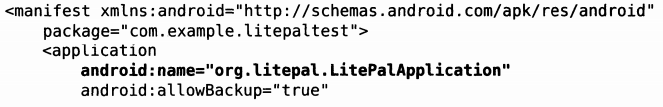 <manifest xmlns:android="http://schemas.android.com/apk/res/android"
    package="com.example.litepaltest">
    <application
        android:name="org.litepal.LitePalApplication"
        android:allowBackup="true"